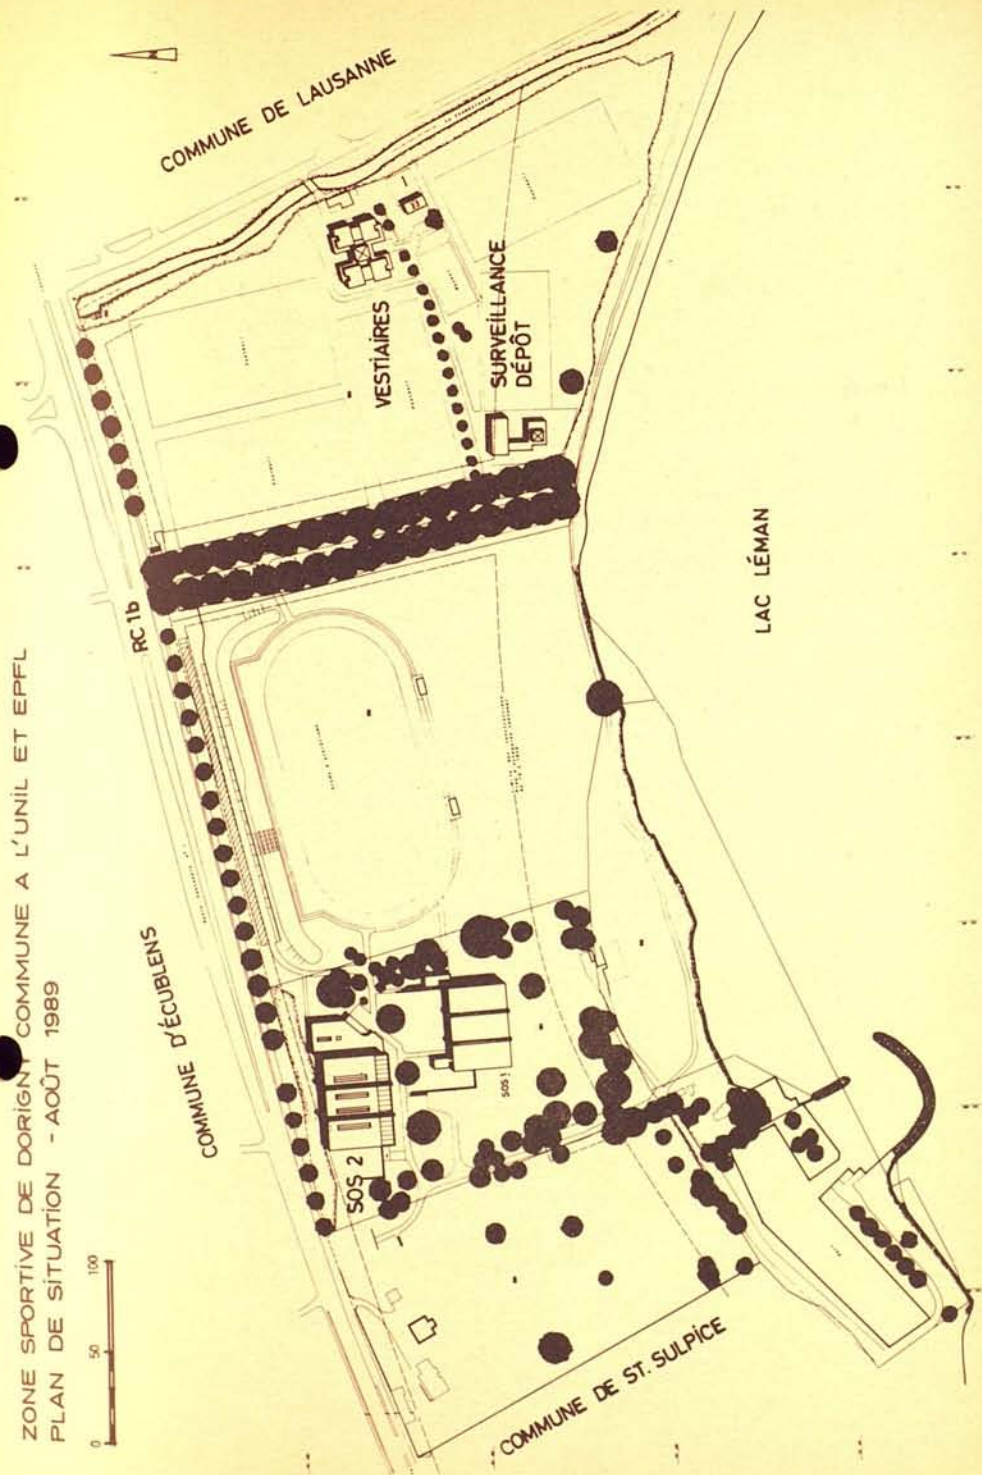 ZONE SPORTIVE DE DORIGNY COMMUNE A L'UNIL ET EPFL
PLAN DE SITUATION - AOÛT 1989
0 50 100
N
COMMUNE D'ÉCUBLENS
RC 1b
COMMUNE DE LAUSANNE
VESTIAIRES
SURVEILLANCE
DÉPÔT
SOS 2
SOS 1
LAC LÉMAN
COMMUNE DE ST. SULPICE